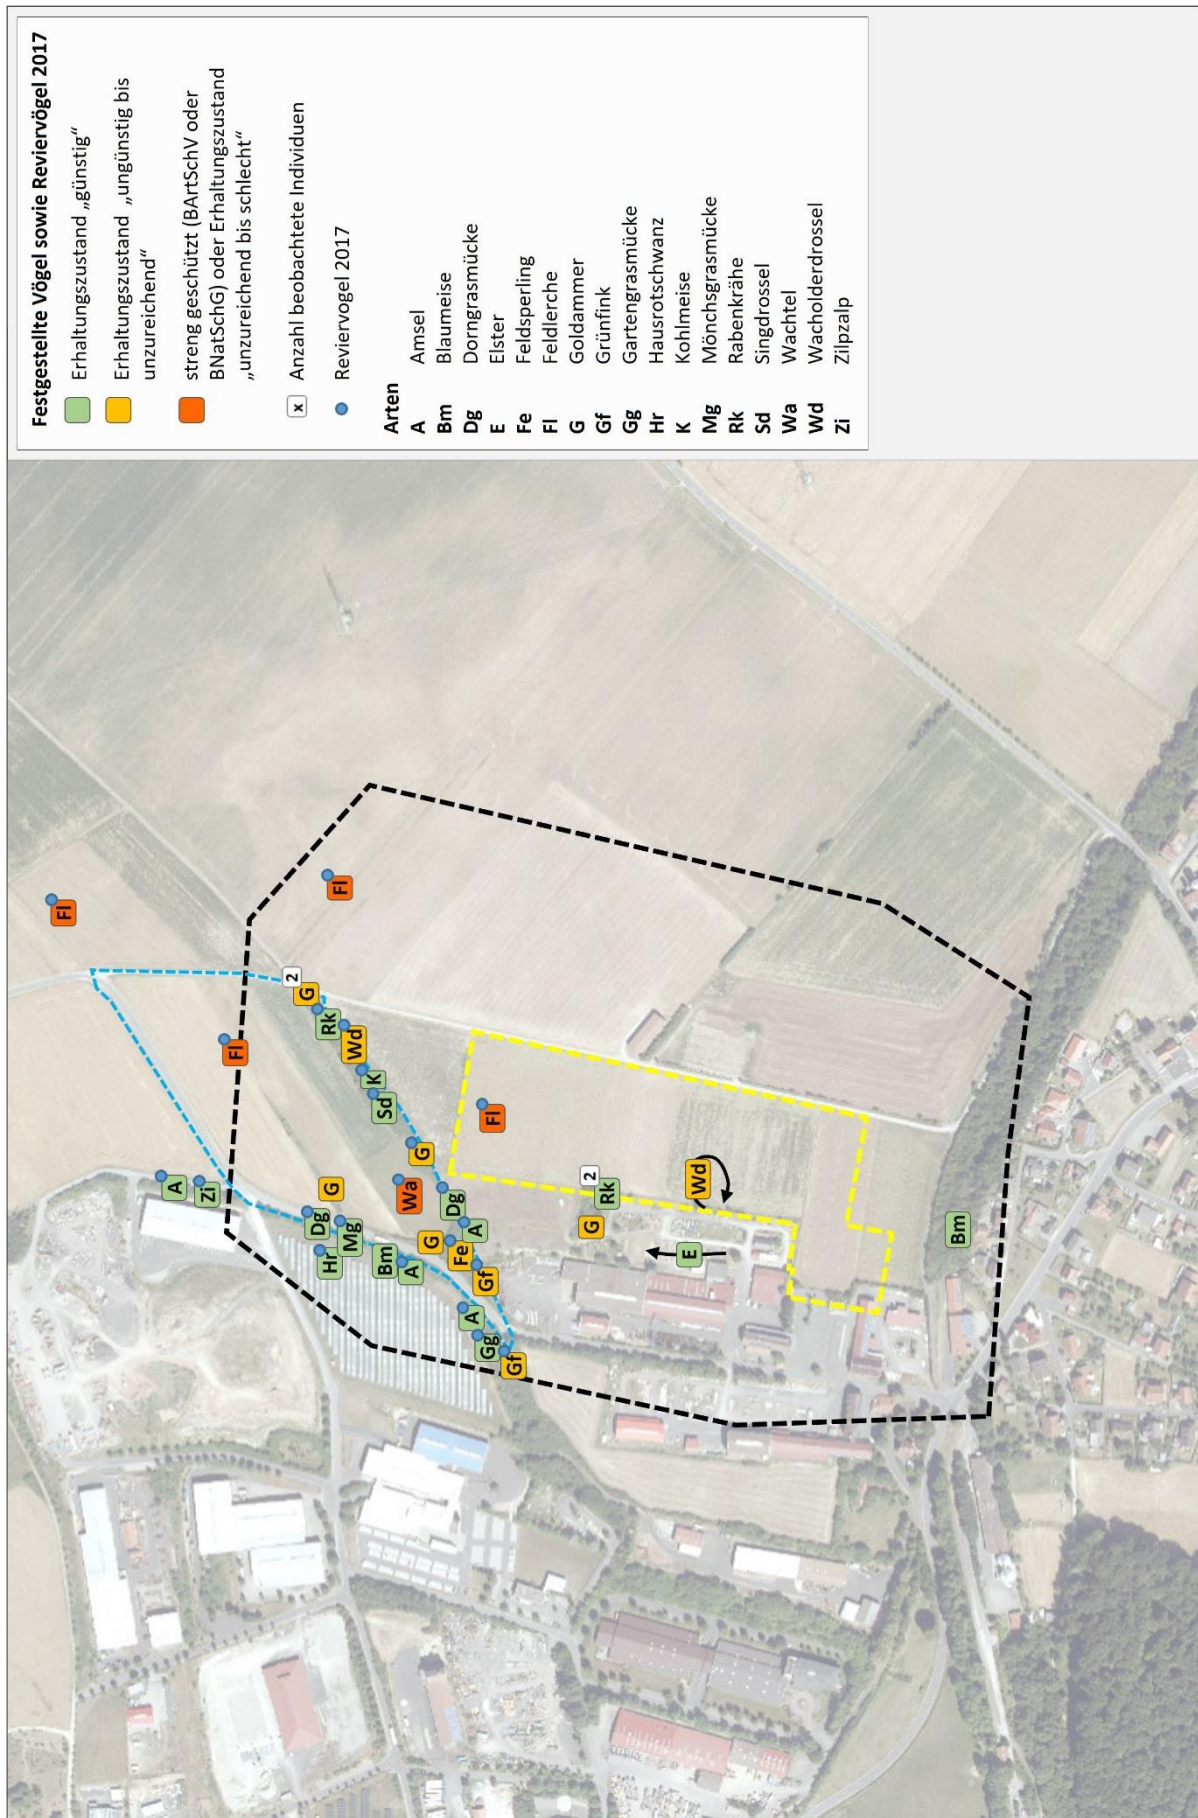 Fl
A
Zi
Fl
2
G
Dg
Hr
Rk
G
Fl
Mg
Wd
K
Sd
Bm
Wa
A
G
G
Dg
Fe
A
A
Gf
Gg
Fl
Gf
2
G
Rk
E
Wd
Bm
Festgestellte Vögel sowie Reviervögel 2017
Erhaltungszustand „günstig“
Erhaltungszustand „ungünstig bis
unzureichend“
streng geschützt (BArtSchV oder
BNatSchG) oder Erhaltungszustand
„unzureichend bis schlecht“
x Anzahl beobachtete Individuen
Reviervogel 2017
Arten
A Amsel
Bm Blaumeise
Dg Dorngrasmücke
E Elster
Fe Feldsperling
Fl Feldlerche
G Goldammer
Gf Grünfink
Gg Gartengrasmücke
Hr Hausrotschwanz
K Kohlmeise
Mg Mönchsgrasmücke
Rk Rabenkrähe
Sd Singdrossel
Wa Wachtel
Wd Wacholderdrossel
Zi Zilpzalp